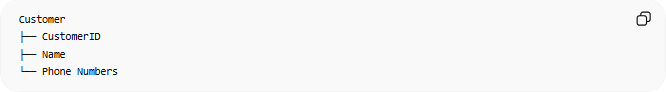 Customer
├── CustomerID
├── Name
└── Phone Numbers